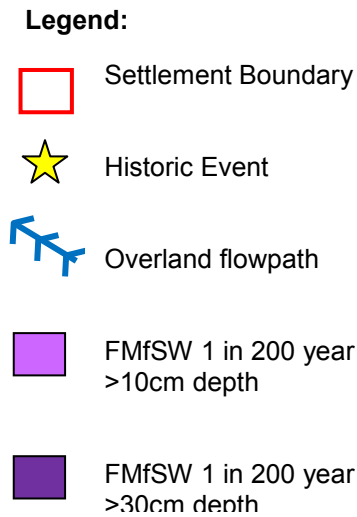 Legend:
Settlement Boundary
Historic Event
Overland flowpath
FMfSW 1 in 200 year
>10cm depth
FMfSW 1 in 200 year
>30cm depth